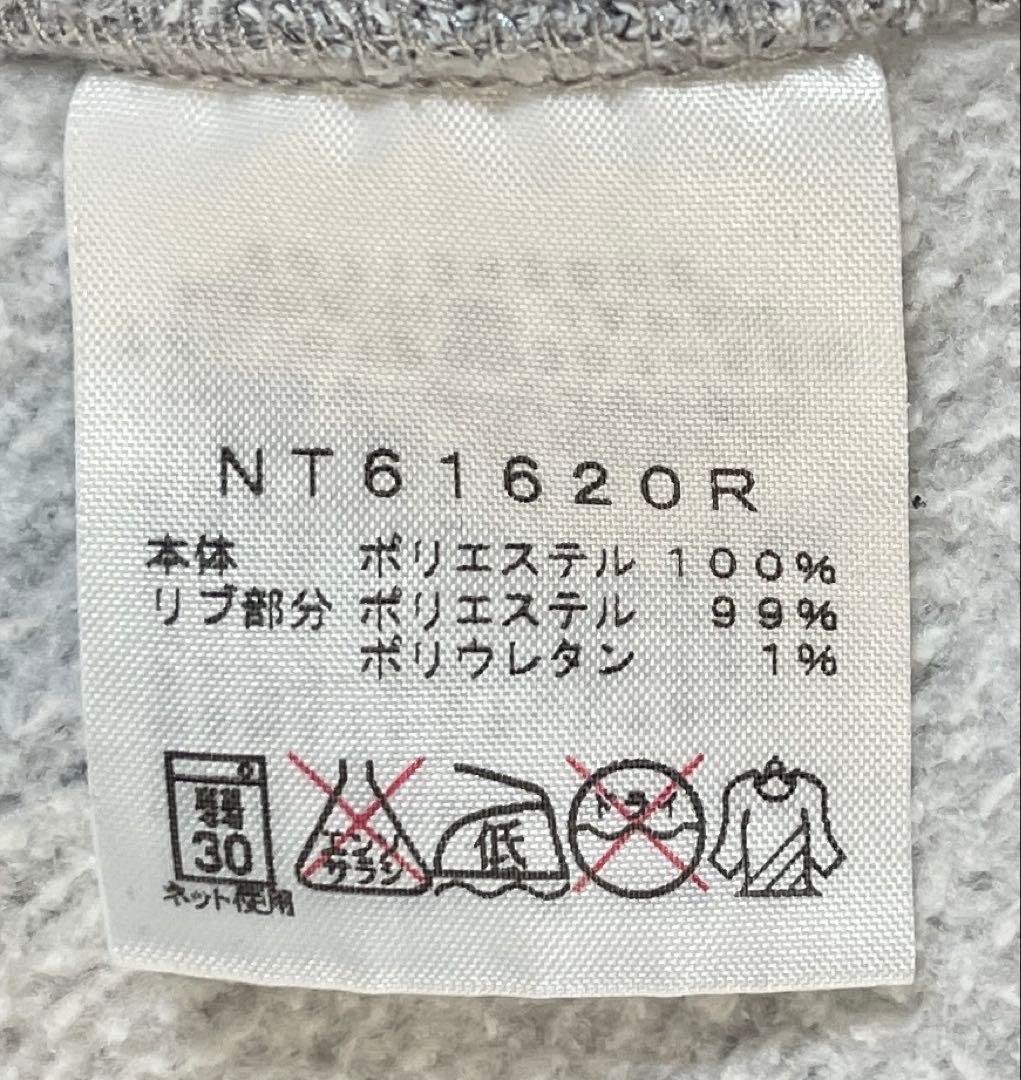 NT61620R
本体 ポリエステル 100%
リブ部分 ポリエステル 99%
ポリウレタン 1%
30
エンソ
サラシ
低
ドライ
ネット使用